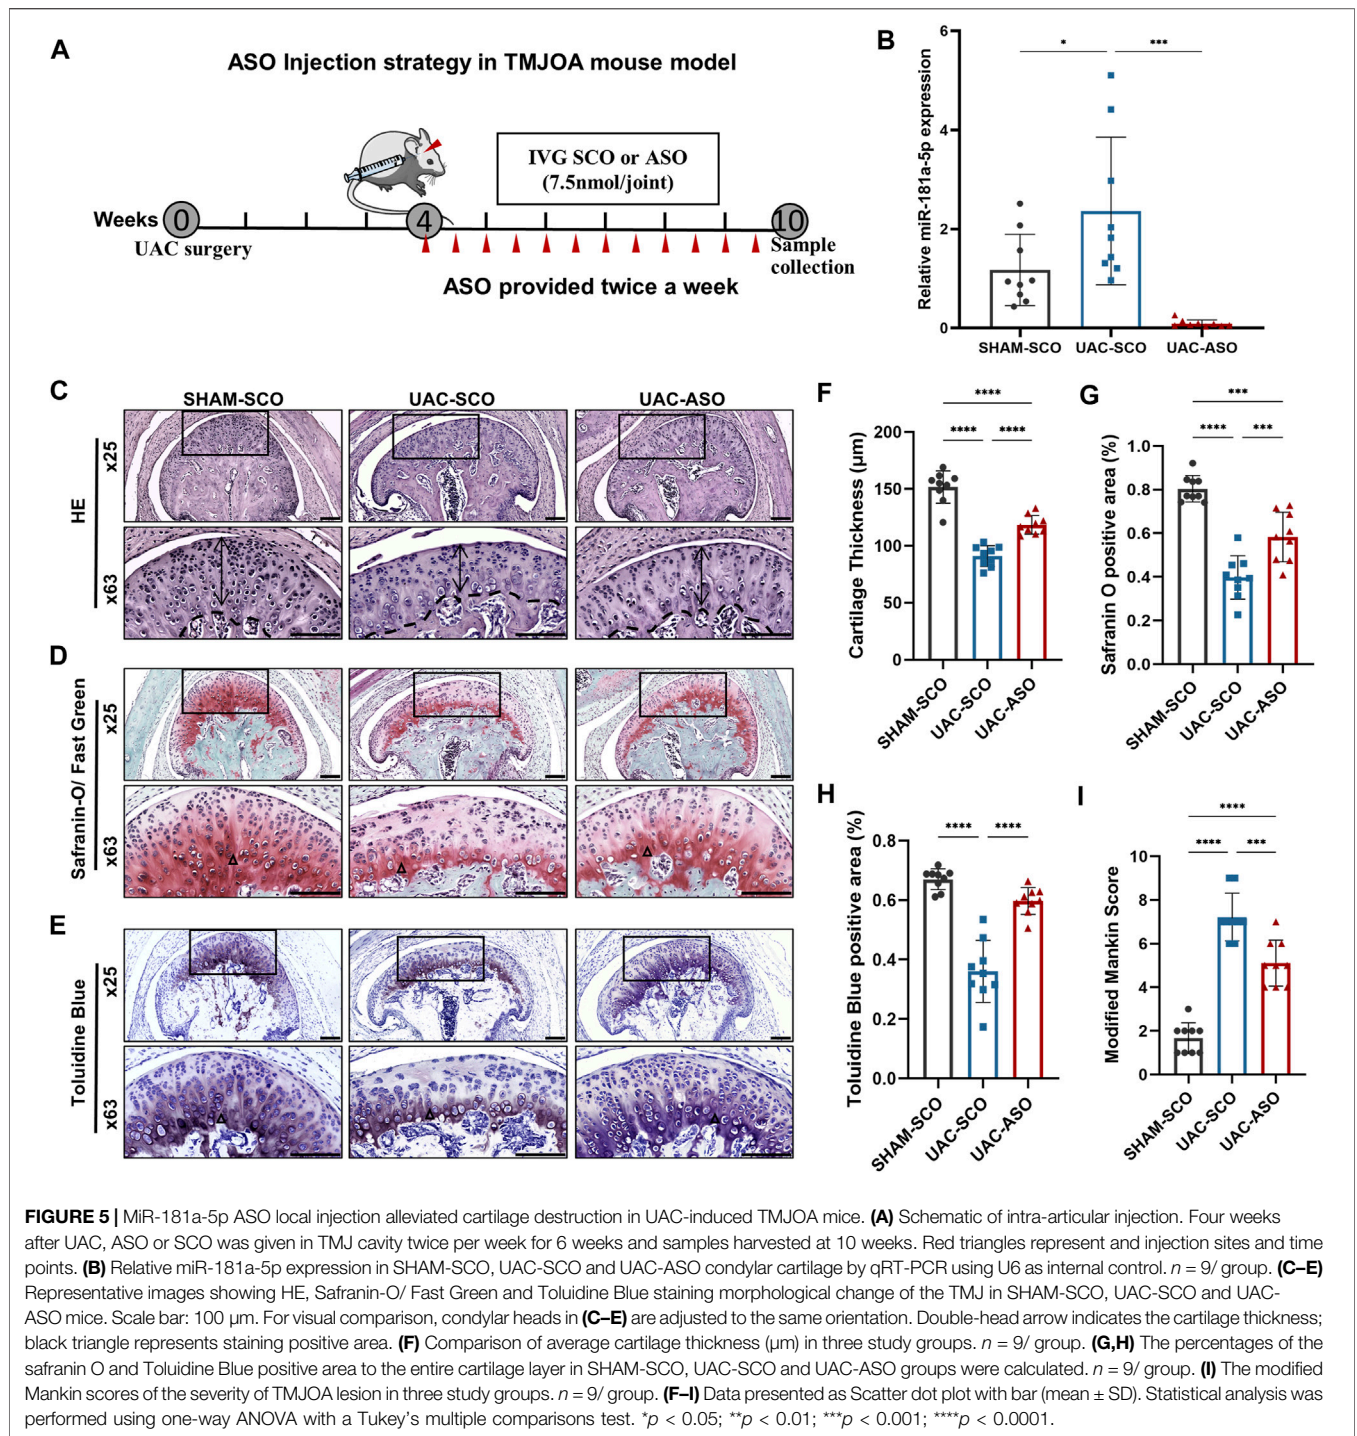 A
ASO Injection strategy in TMJOA mouse model
IVG SCO or ASO
(7.5nmol/joint)
Weeks 0 4 10
UAC surgery
Sample
collection
ASO provided twice a week
B
Relative miR-181a-5p expression
6
4
2
0
* ***
SHAM-SCO UAC-SCO UAC-ASO
C
SHAM-SCO UAC-SCO UAC-ASO
HE
x25
x63
D
Safranin-O/ Fast Green
x25
x63
E
Toluidine Blue
x25
x63
F
Cartilage Thickness (µm)
200
150
100
50
0
****
**** ****
SHAM-SCO
UAC-SCO
UAC-ASO
G
Safranin O positive area (%)
1.0
0.8
0.6
0.4
0.2
0.0
***
**** ***
SHAM-SCO
UAC-SCO
UAC-ASO
H
Toluidine Blue positive area (%)
0.8
0.6
0.4
0.2
0.0
**** ****
SHAM-SCO
UAC-SCO
UAC-ASO
I
Modified Mankin Score
10
8
6
4
2
0
****
**** ***
SHAM-SCO
UAC-SCO
UAC-ASO
FIGURE 5 | MiR-181a-5p ASO local injection alleviated cartilage destruction in UAC-induced TMJOA mice. (A) Schematic of intra-articular injection. Four weeks
after UAC, ASO or SCO was given in TMJ cavity twice per week for 6 weeks and samples harvested at 10 weeks. Red triangles represent and injection sites and time
points. (B) Relative miR-181a-5p expression in SHAM-SCO, UAC-SCO and UAC-ASO condylar cartilage by qRT-PCR using U6 as internal control. n = 9/ group. (C–E)
Representative images showing HE, Safranin-O/ Fast Green and Toluidine Blue staining morphological change of the TMJ in SHAM-SCO, UAC-SCO and UAC-
ASO mice. Scale bar: 100 µm. For visual comparison, condylar heads in (C–E) are adjusted to the same orientation. Double-head arrow indicates the cartilage thickness;
black triangle represents staining positive area. (F) Comparison of average cartilage thickness (µm) in three study groups. n = 9/ group. (G,H) The percentages of the
safranin O and Toluidine Blue positive area to the entire cartilage layer in SHAM-SCO, UAC-SCO and UAC-ASO groups were calculated. n = 9/ group. (I) The modified
Mankin scores of the severity of TMJOA lesion in three study groups. n = 9/ group. (F–I) Data presented as Scatter dot plot with bar (mean ± SD). Statistical analysis was
performed using one-way ANOVA with a Tukey's multiple comparisons test. *p < 0.05; **p < 0.01; ***p < 0.001; ****p < 0.0001.